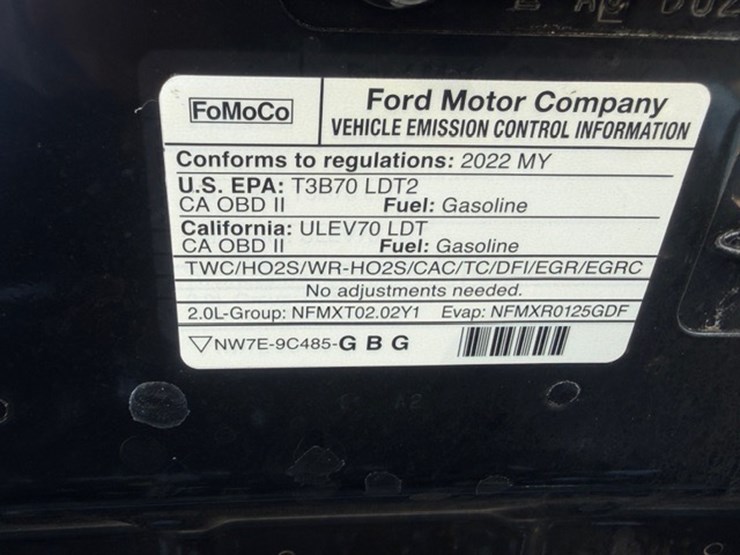 FoMoCo
Ford Motor Company
VEHICLE EMISSION CONTROL INFORMATION
Conforms to regulations: 2022 MY
U.S. EPA: T3B70 LDT2
CA OBD II Fuel: Gasoline
California: ULEV70 LDT
CA OBD II Fuel: Gasoline
TWC/HO2S/WR-HO2S/CAC/TC/DFI/EGR/EGRC
No adjustments needed.
2.0L-Group: NFMXT02.02Y1 Evap: NFMXR0125GDF
NW7E-9C485-G B G